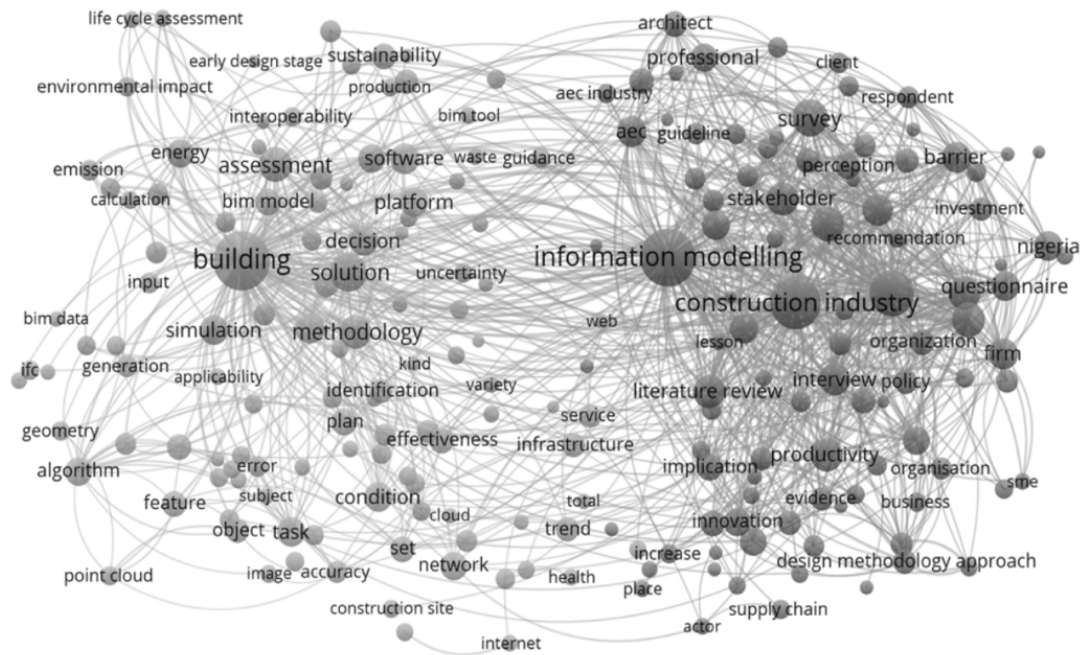 life cycle assessment
architect
early design stage
sustainability
professional
client
environmental impact
production
aec industry
respondent
interoperability
bim tool
survey
aec
guideline
energy
assessment
software
waste
guidance
perception
barrier
emission
calculation
bim model
platform
stakeholder
investment
decision
recommendation
nigeria
building
solution
uncertainty
information modelling
questionnaire
input
construction industry
bim data
simulation
methodology
web
lesson
organization
firm
ifc
generation
applicability
kind
identification
variety
literature review
interview
policy
geometry
plan
effectiveness
service
infrastructure
algorithm
error
implication
productivity
organisation
sme
feature
subject
condition
cloud
total
evidence
business
object
task
set
trend
innovation
point cloud
image
accuracy
network
health
increase
design methodology approach
place
construction site
supply chain
internet
actor